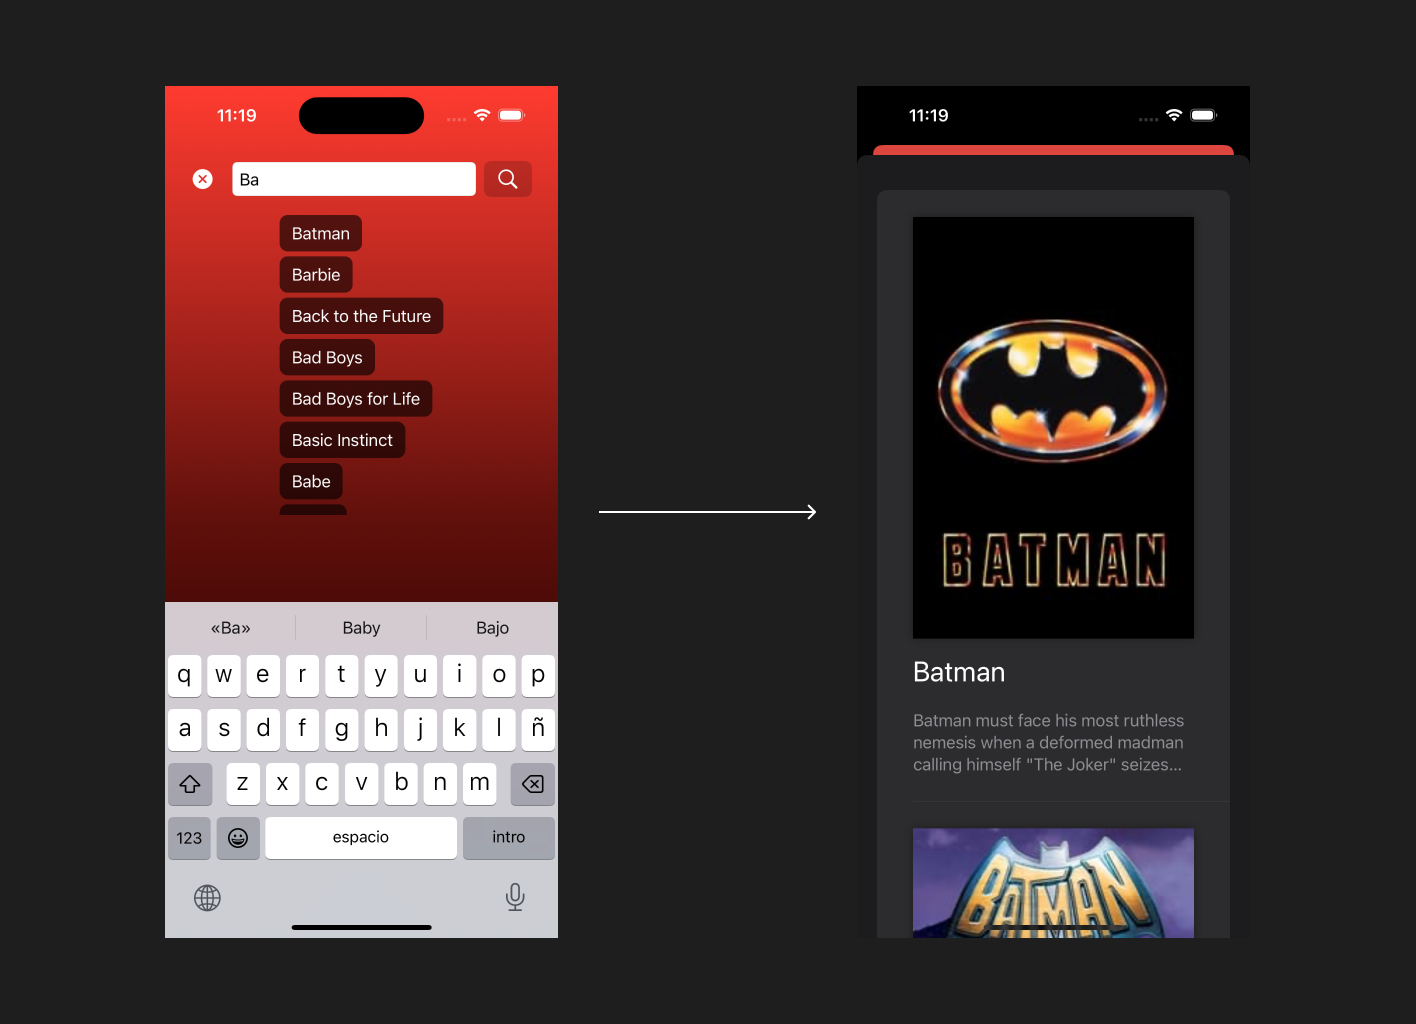 11:19
Ba
Batman
Barbie
Back to the Future
Bad Boys
Bad Boys for Life
Basic Instinct
Babe
«Ba» Baby Bajo
q w e r t y u i o p
a s d f g h j k l ñ
z x c v b n m
123 espacio intro
11:19
BATMAN
Batman
Batman must face his most ruthless
nemesis when a deformed madman
calling himself "The Joker" seizes...
BATMAN